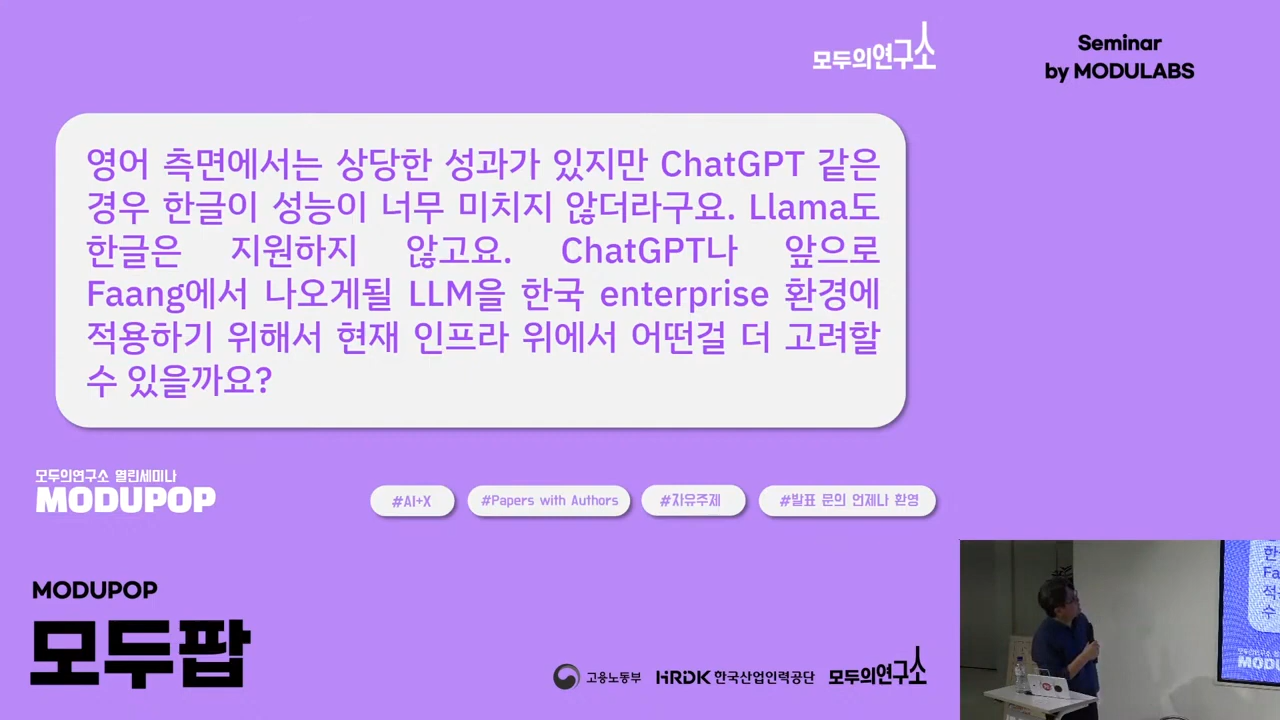 모두의연구소
Seminar
by MODULABS
영어 측면에서는 상당한 성과가 있지만 ChatGPT 같은
경우 한글이 성능이 너무 미치지 않더라구요. Llama도
한글은 지원하지 않고요. ChatGPT나 앞으로
Faang에서 나오게될 LLM을 한국 enterprise 환경에
적용하기 위해서 현재 인프라 위에서 어떤걸 더 고려할
수 있을까요?
모두의연구소 열린세미나
MODUPOP
#AI+X
#Papers with Authors
#자유주제
#발표 문의 언제나 환영
MODUPOP
모두팝
고용노동부
HRDK 한국산업인력공단
모두의연구소
한
Fa
적
수
MODU